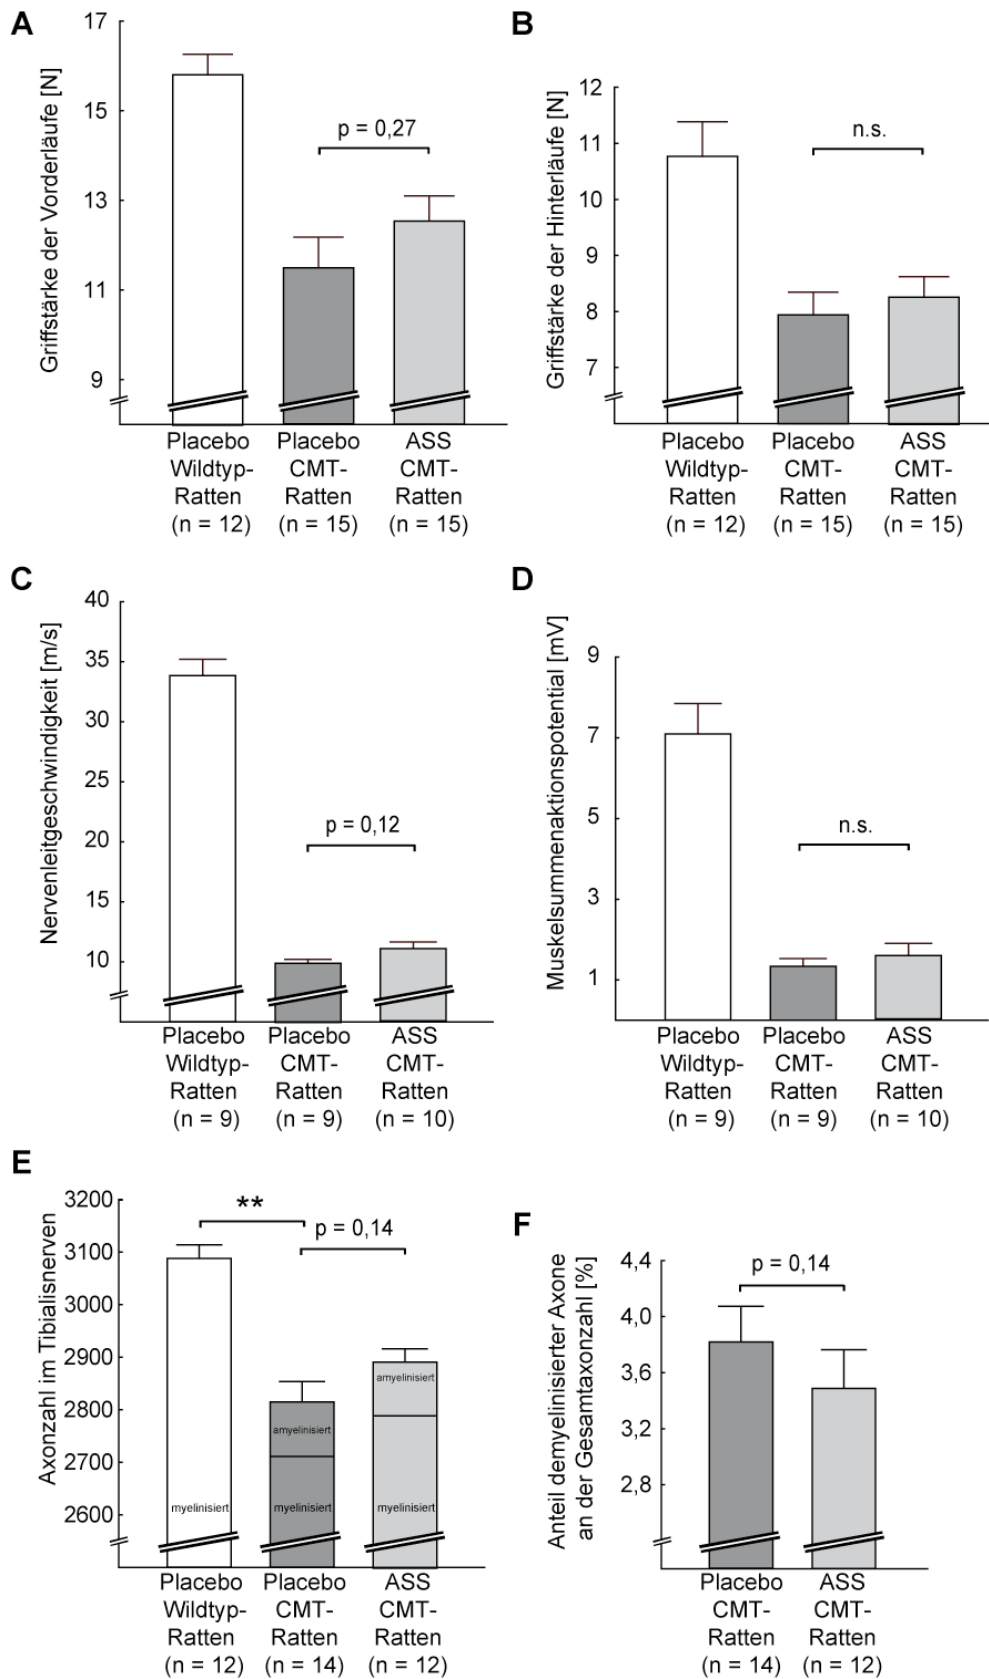 A
Griffstärke der Vorderläufe [N]
17
15
13
11
9
p = 0,27
Placebo
Wildtyp-
Ratten
(n = 12)
Placebo
CMT-
Ratten
(n = 15)
ASS
CMT-
Ratten
(n = 15)
B
Griffstärke der Hinterläufe [N]
12
11
10
9
8
7
n.s.
Placebo
Wildtyp-
Ratten
(n = 12)
Placebo
CMT-
Ratten
(n = 15)
ASS
CMT-
Ratten
(n = 15)
C
Nervenleitgeschwindigkeit [m/s]
40
35
30
25
20
15
10
p = 0,12
Placebo
Wildtyp-
Ratten
(n = 9)
Placebo
CMT-
Ratten
(n = 9)
ASS
CMT-
Ratten
(n = 10)
D
Muskelsummenaktionspotential [mV]
9
7
5
3
1
n.s.
Placebo
Wildtyp-
Ratten
(n = 9)
Placebo
CMT-
Ratten
(n = 9)
ASS
CMT-
Ratten
(n = 10)
E
Axonzahl im Tibialisnerven
3200
3100
3000
2900
2800
2700
2600
**
p = 0,14
myelinisiert
amyelinisiert
myelinisiert
amyelinisiert
myelinisiert
Placebo
Wildtyp-
Ratten
(n = 12)
Placebo
CMT-
Ratten
(n = 14)
ASS
CMT-
Ratten
(n = 12)
F
Anteil demyelinisierter Axone
an der Gesamtaxonzahl [%]
4,4
4,0
3,6
3,2
2,8
p = 0,14
Placebo
CMT-
Ratten
(n = 14)
ASS
CMT-
Ratten
(n = 12)